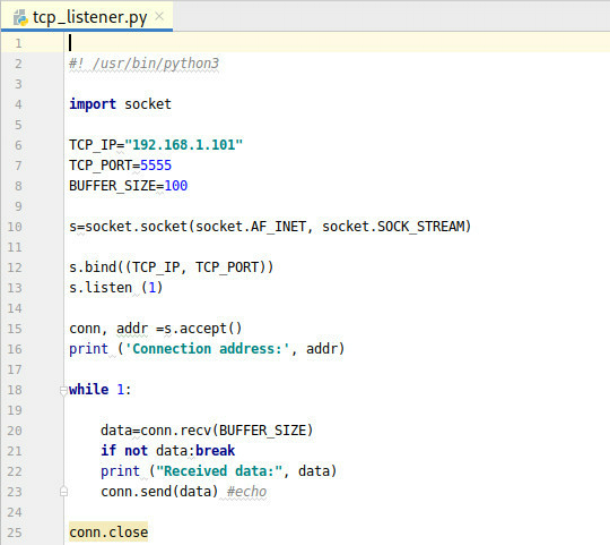 tcp_listener.py ×
1
2 #! /usr/bin/python3
3
4 import socket
5
6 TCP_IP="192.168.1.101"
7 TCP_PORT=5555
8 BUFFER_SIZE=100
9
10 s=socket.socket(socket.AF_INET, socket.SOCK_STREAM)
11
12 s.bind((TCP_IP, TCP_PORT))
13 s.listen (1)
14
15 conn, addr =s.accept()
16 print ('Connection address:', addr)
17
18 while 1:
19
20     data=conn.recv(BUFFER_SIZE)
21     if not data:break
22     print ("Received data:", data)
23     conn.send(data) #echo
24
25 conn.close